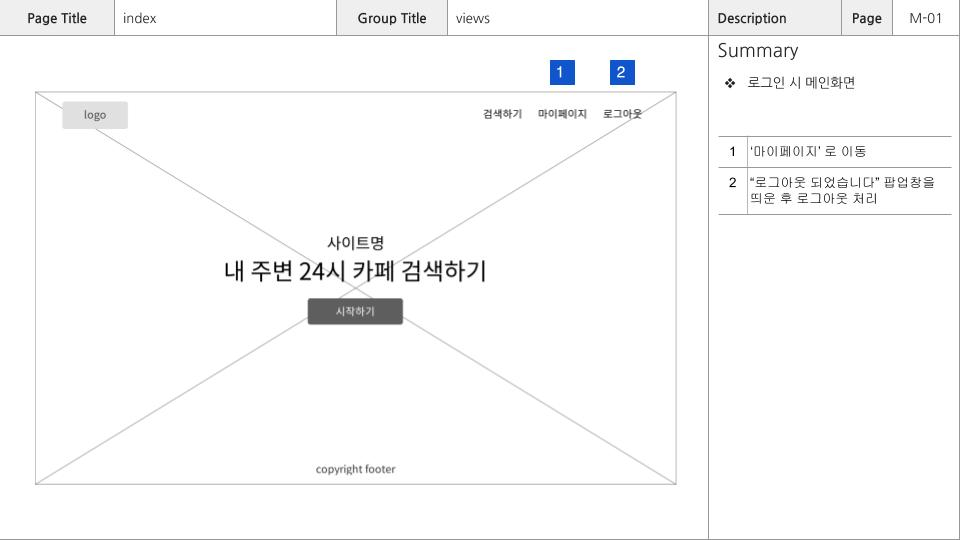 Page Title index Group Title views Description Page M-01
Summary
❖ 로그인 시 메인화면
1 2
logo 검색하기 마이페이지 로그아웃
사이트명
내 주변 24시 카페 검색하기
시작하기
copyright footer
1 ‘마이페이지’ 로 이동
2 “로그아웃 되었습니다” 팝업창을
띄운 후 로그아웃 처리